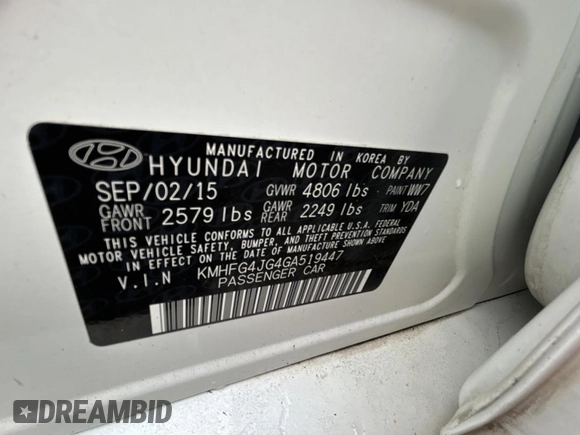 MANUFACTURED IN KOREA BY
HYUNDAI MOTOR COMPANY
SEP/02/15 GVWR 4806 lbs PAINT WW7
GAWR FRONT 2579 lbs GAWR REAR 2249 lbs TRIM YDA
THIS VEHICLE CONFORMS TO ALL APPLICABLE U.S.A. FEDERAL
MOTOR VEHICLE SAFETY, BUMPER, AND THEFT PREVENTION
STANDARDS IN EFFECT ON THE DATE OF MANUFACTURE SHOWN ABOVE.
V.I.N KMHFG4JG4GA519447
PASSENGER CAR
DREAMBID